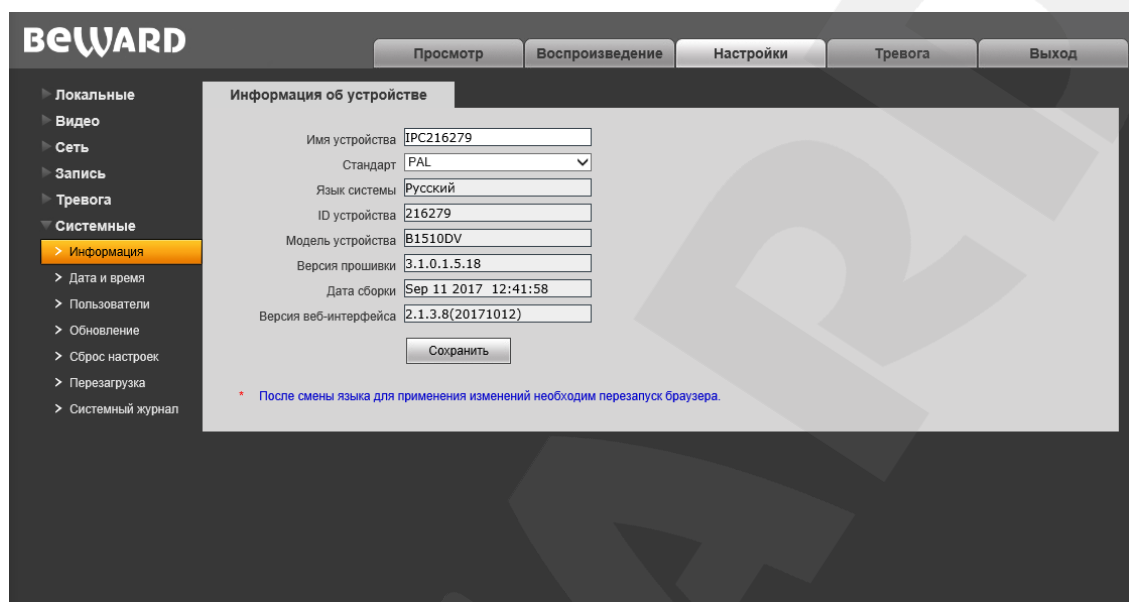 BEWARD
Просмотр Воспроизведение Настройки Тревога Выход
Локальные
Видео
Сеть
Запись
Тревога
Системные
Информация
Дата и время
Пользователи
Обновление
Сброс настроек
Перезагрузка
Системный журнал
Информация об устройстве
Имя устройства IPC216279
Стандарт PAL
Язык системы Русский
ID устройства 216279
Модель устройства B1510DV
Версия прошивки 3.1.0.1.5.18
Дата сборки Sep 11 2017 12:41:58
Версия веб-интерфейса 2.1.3.8(20171012)
Сохранить
* После смены языка для применения изменений необходим перезапуск браузера.